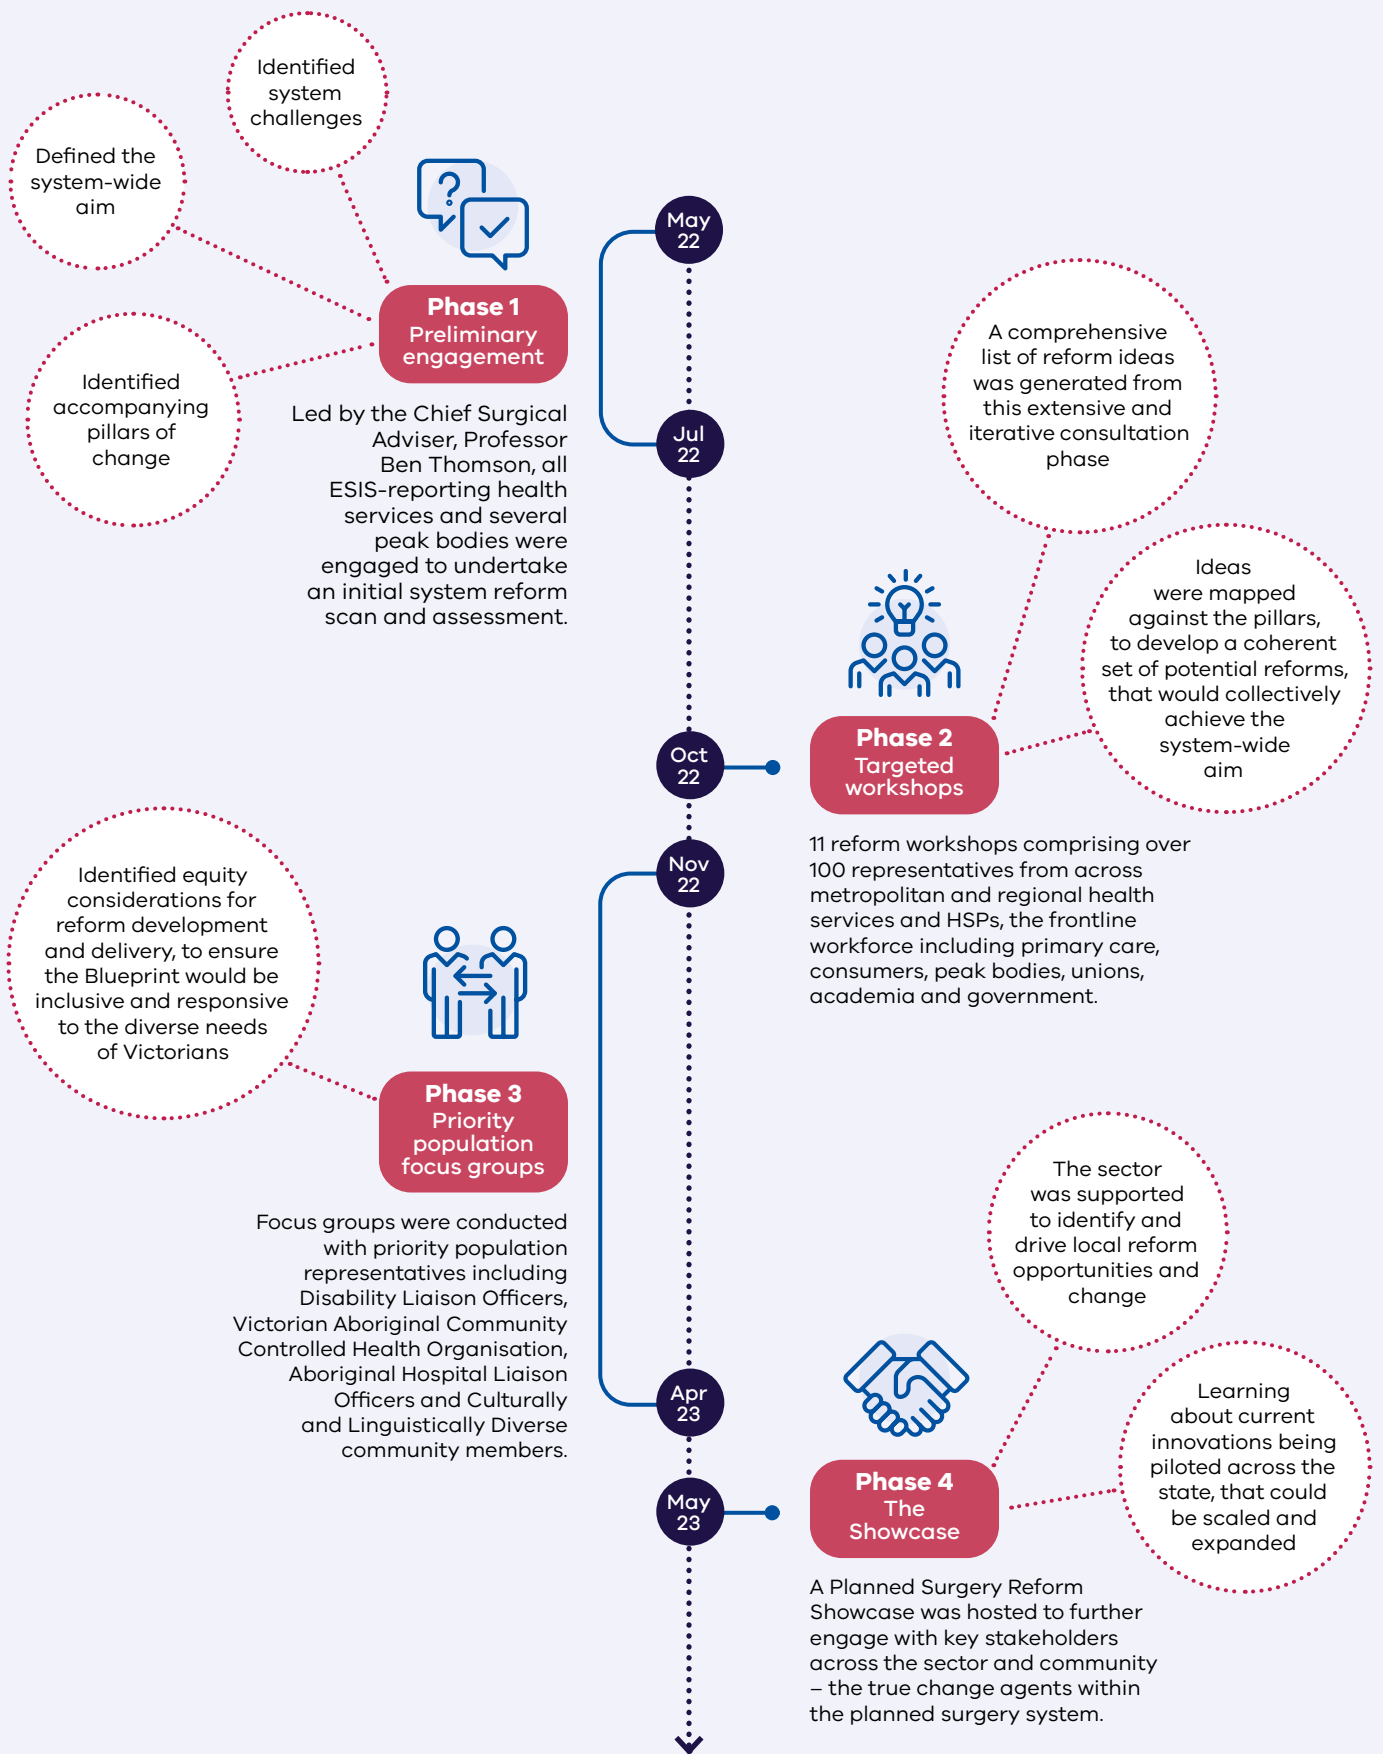 Identified
system
challenges
Defined the
system-wide
aim
Identified
accompanying
pillars of
change
?
May
22
Phase 1
Preliminary
engagement
Led by the Chief Surgical
Adviser, Professor
Ben Thomson, all
ESIS-reporting health
services and several
peak bodies were
engaged to undertake
an initial system reform
scan and assessment.
Jul
22
A comprehensive
list of reform ideas
was generated from
this extensive and
iterative consultation
phase
Ideas
were mapped
against the pillars,
to develop a coherent
set of potential reforms,
that would collectively
achieve the
system-wide
aim
Oct
22
Phase 2
Targeted
workshops
11 reform workshops comprising over
100 representatives from across
metropolitan and regional health
services and HSPs, the frontline
workforce including primary care,
consumers, peak bodies, unions,
academia and government.
Nov
22
Identified equity
considerations for
reform development
and delivery, to ensure
the Blueprint would be
inclusive and responsive
to the diverse needs
of Victorians
Phase 3
Priority
population
focus groups
Focus groups were conducted
with priority population
representatives including
Disability Liaison Officers,
Victorian Aboriginal Community
Controlled Health Organisation,
Aboriginal Hospital Liaison
Officers and Culturally
and Linguistically Diverse
community members.
Apr
23
The sector
was supported
to identify and
drive local reform
opportunities and
change
Learning
about current
innovations being
piloted across the
state, that could
be scaled and
expanded
May
23
Phase 4
The
Showcase
A Planned Surgery Reform
Showcase was hosted to further
engage with key stakeholders
across the sector and community
– the true change agents within
the planned surgery system.